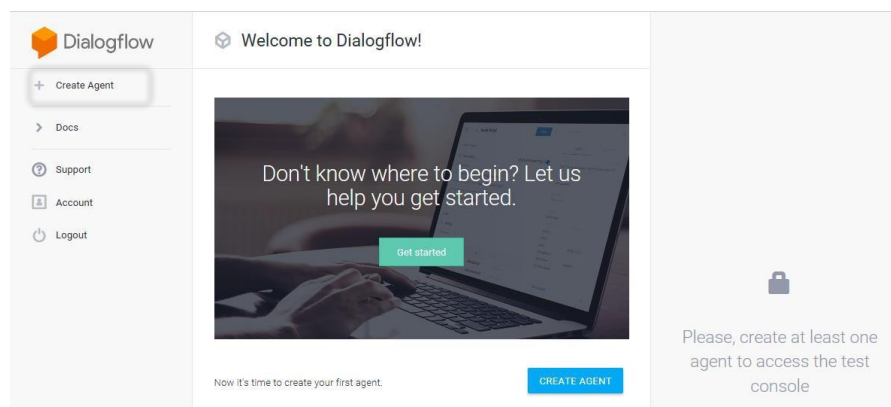 Dialogflow
Welcome to Dialogflow!
Create Agent
Docs
Support
Account
Logout
Don't know where to begin? Let us
help you get started.
Get started
Now it's time to create your first agent.
CREATE AGENT
Please, create at least one
agent to access the test
console